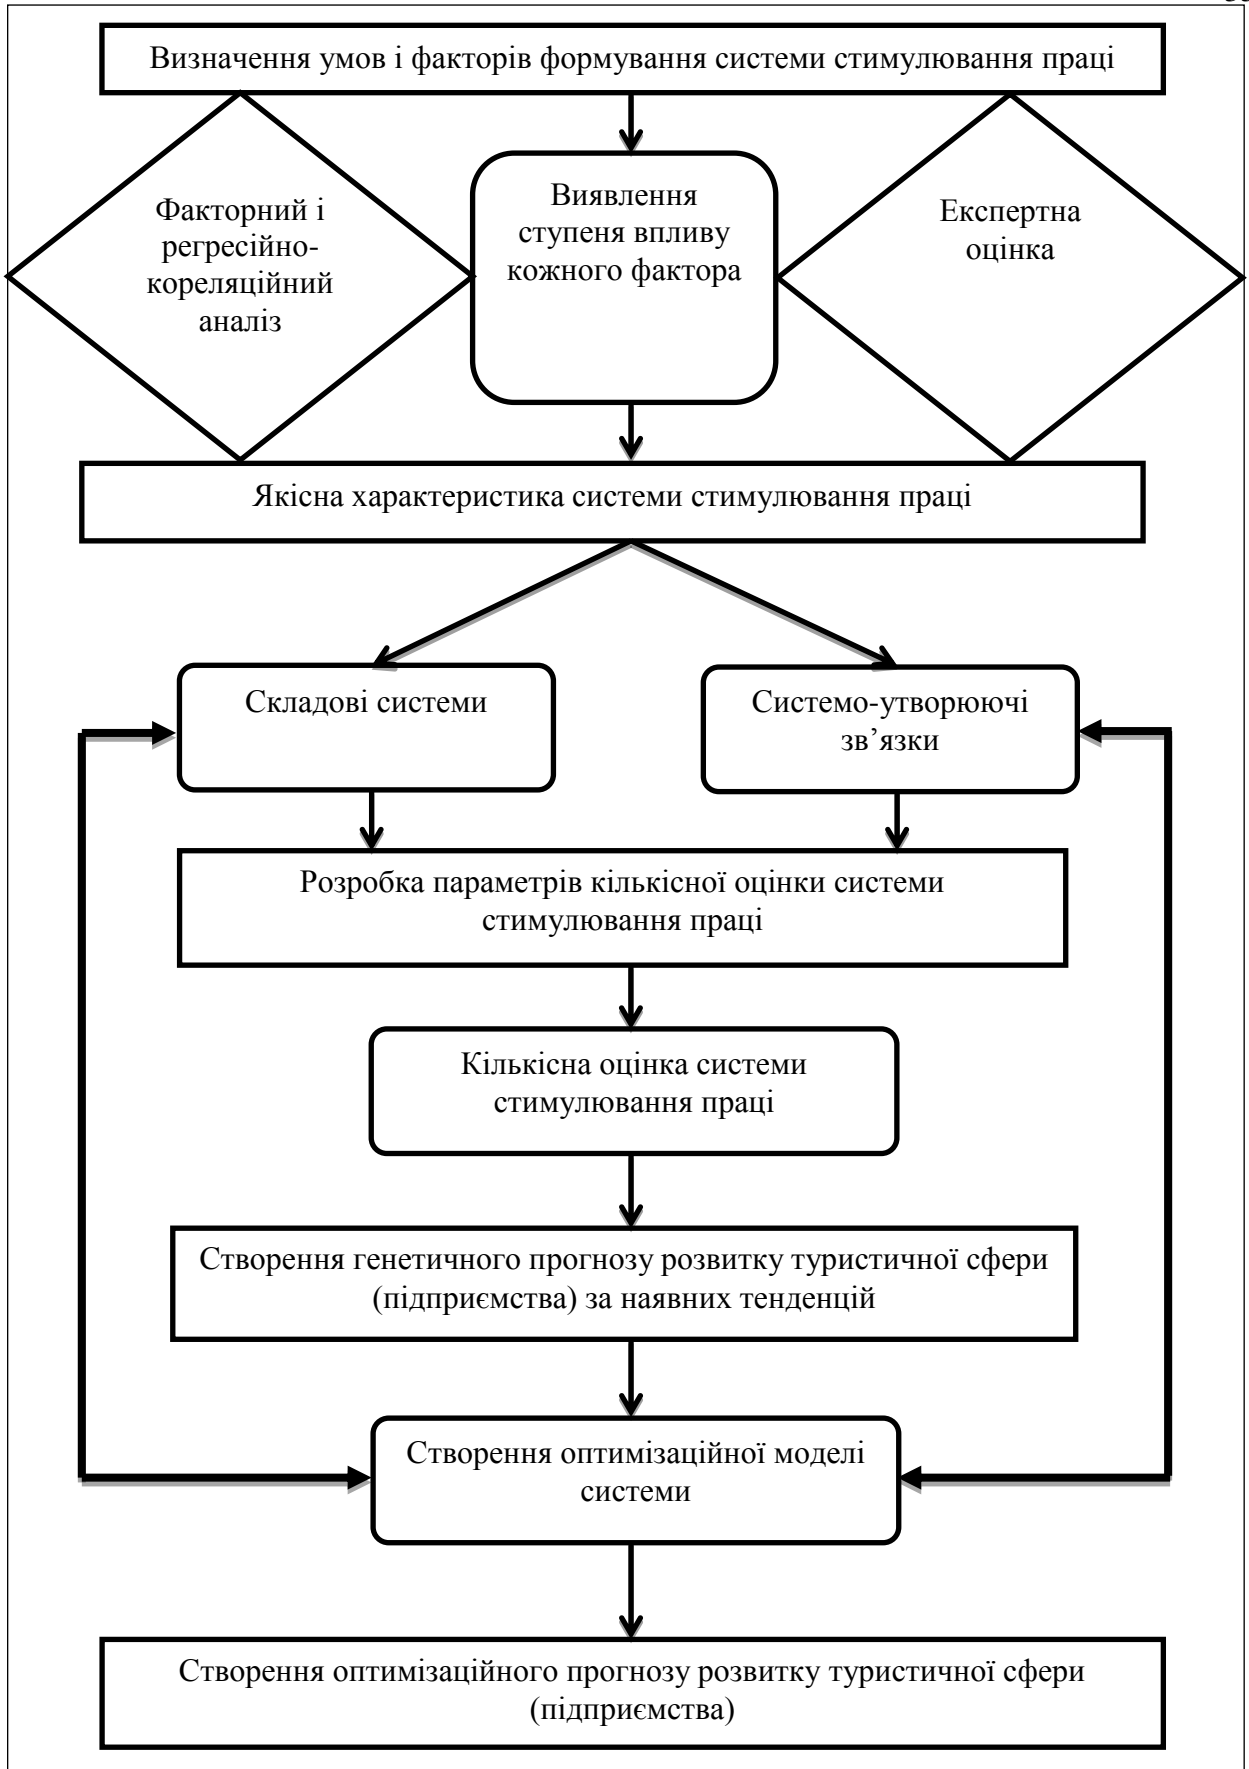 Визначення умов і факторів формування системи стимулювання праці
Факторний і
регресійно-
кореляційний
аналіз
Виявлення
ступеня впливу
кожного фактора
Експертна
оцінка
Якісна характеристика системи стимулювання праці
Складові системи
Системо-утворюючі
зв’язки
Розробка параметрів кількісної оцінки системи
стимулювання праці
Кількісна оцінка системи
стимулювання праці
Створення генетичного прогнозу розвитку туристичної сфери
(підприємства) за наявних тенденцій
Створення оптимізаційної моделі
системи
Створення оптимізаційного прогнозу розвитку туристичної сфери
(підприємства)